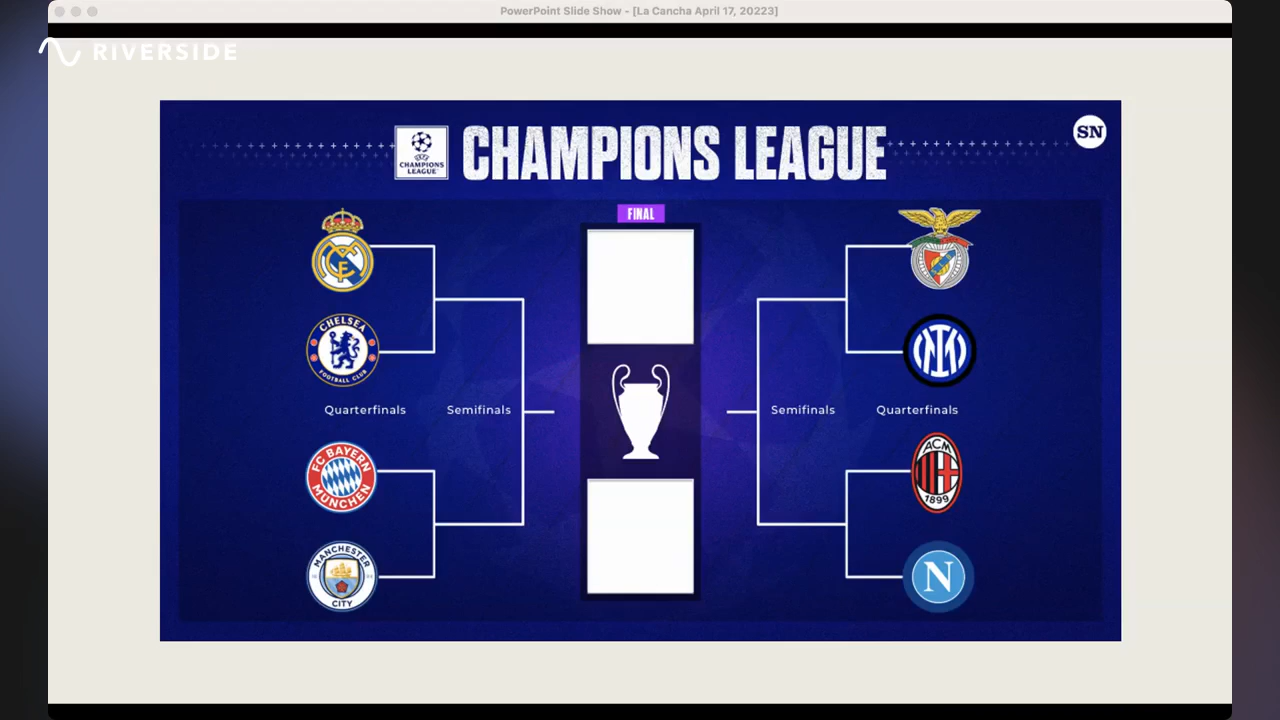 PowerPoint Slide Show - [La Cancha April 17, 20223]
RIVERSIDE
UEFA
CHAMPIONS
LEAGUE
CHAMPIONS LEAGUE
SN
FINAL
CHELSEA
FOOTBALL CLUB
Quarterfinals
Semifinals
Semifinals
Quarterfinals
FC BAYERN
MÜNCHEN
ACM
1899
MANCHESTER
CITY
N